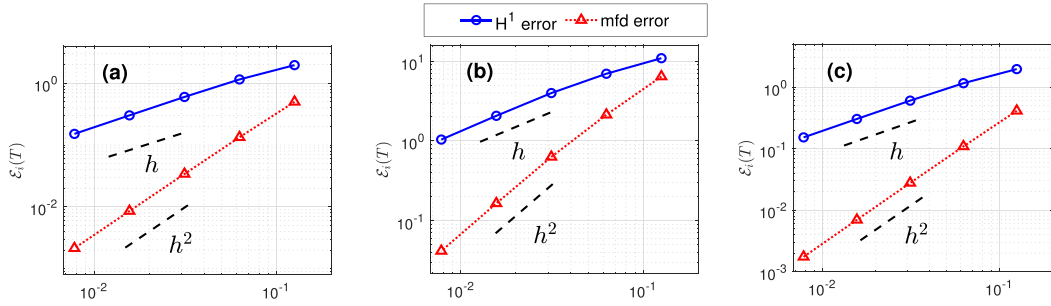 H¹ error mfd error
(a)
10⁰
10⁻²
ℰᵢ(T)
h
h²
10⁻² 10⁻¹
(b)
10¹
10⁰
10⁻¹
ℰᵢ(T)
h
h²
10⁻² 10⁻¹
(c)
10⁰
10⁻¹
10⁻²
10⁻³
ℰᵢ(T)
h
h²
10⁻² 10⁻¹